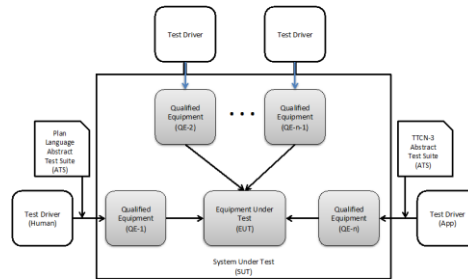 Test Driver
Test Driver
Qualified
Equipment
(QE-2)
• • •
Qualified
Equipment
(QE-n-1)
Plan
Language
Abstract
Test Suite
(ATS)
TTCN-3
Abstract
Test Suite
(ATS)
Test Driver
(Human)
Qualified
Equipment
(QE-1)
Equipment Under
Test
(EUT)
Qualified
Equipment
(QE-n)
Test Driver
(App)
System Under Test
(SUT)